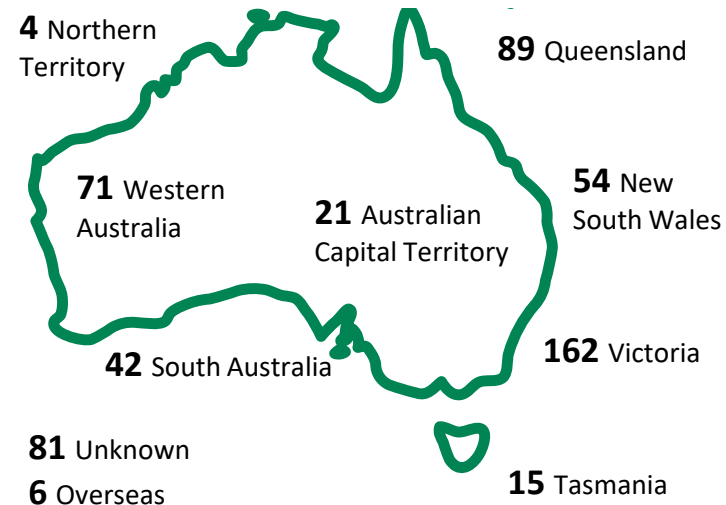 4 Northern
Territory
89 Queensland
71 Western
Australia
21 Australian
Capital Territory
54 New
South Wales
42 South Australia
162 Victoria
81 Unknown
6 Overseas
15 Tasmania